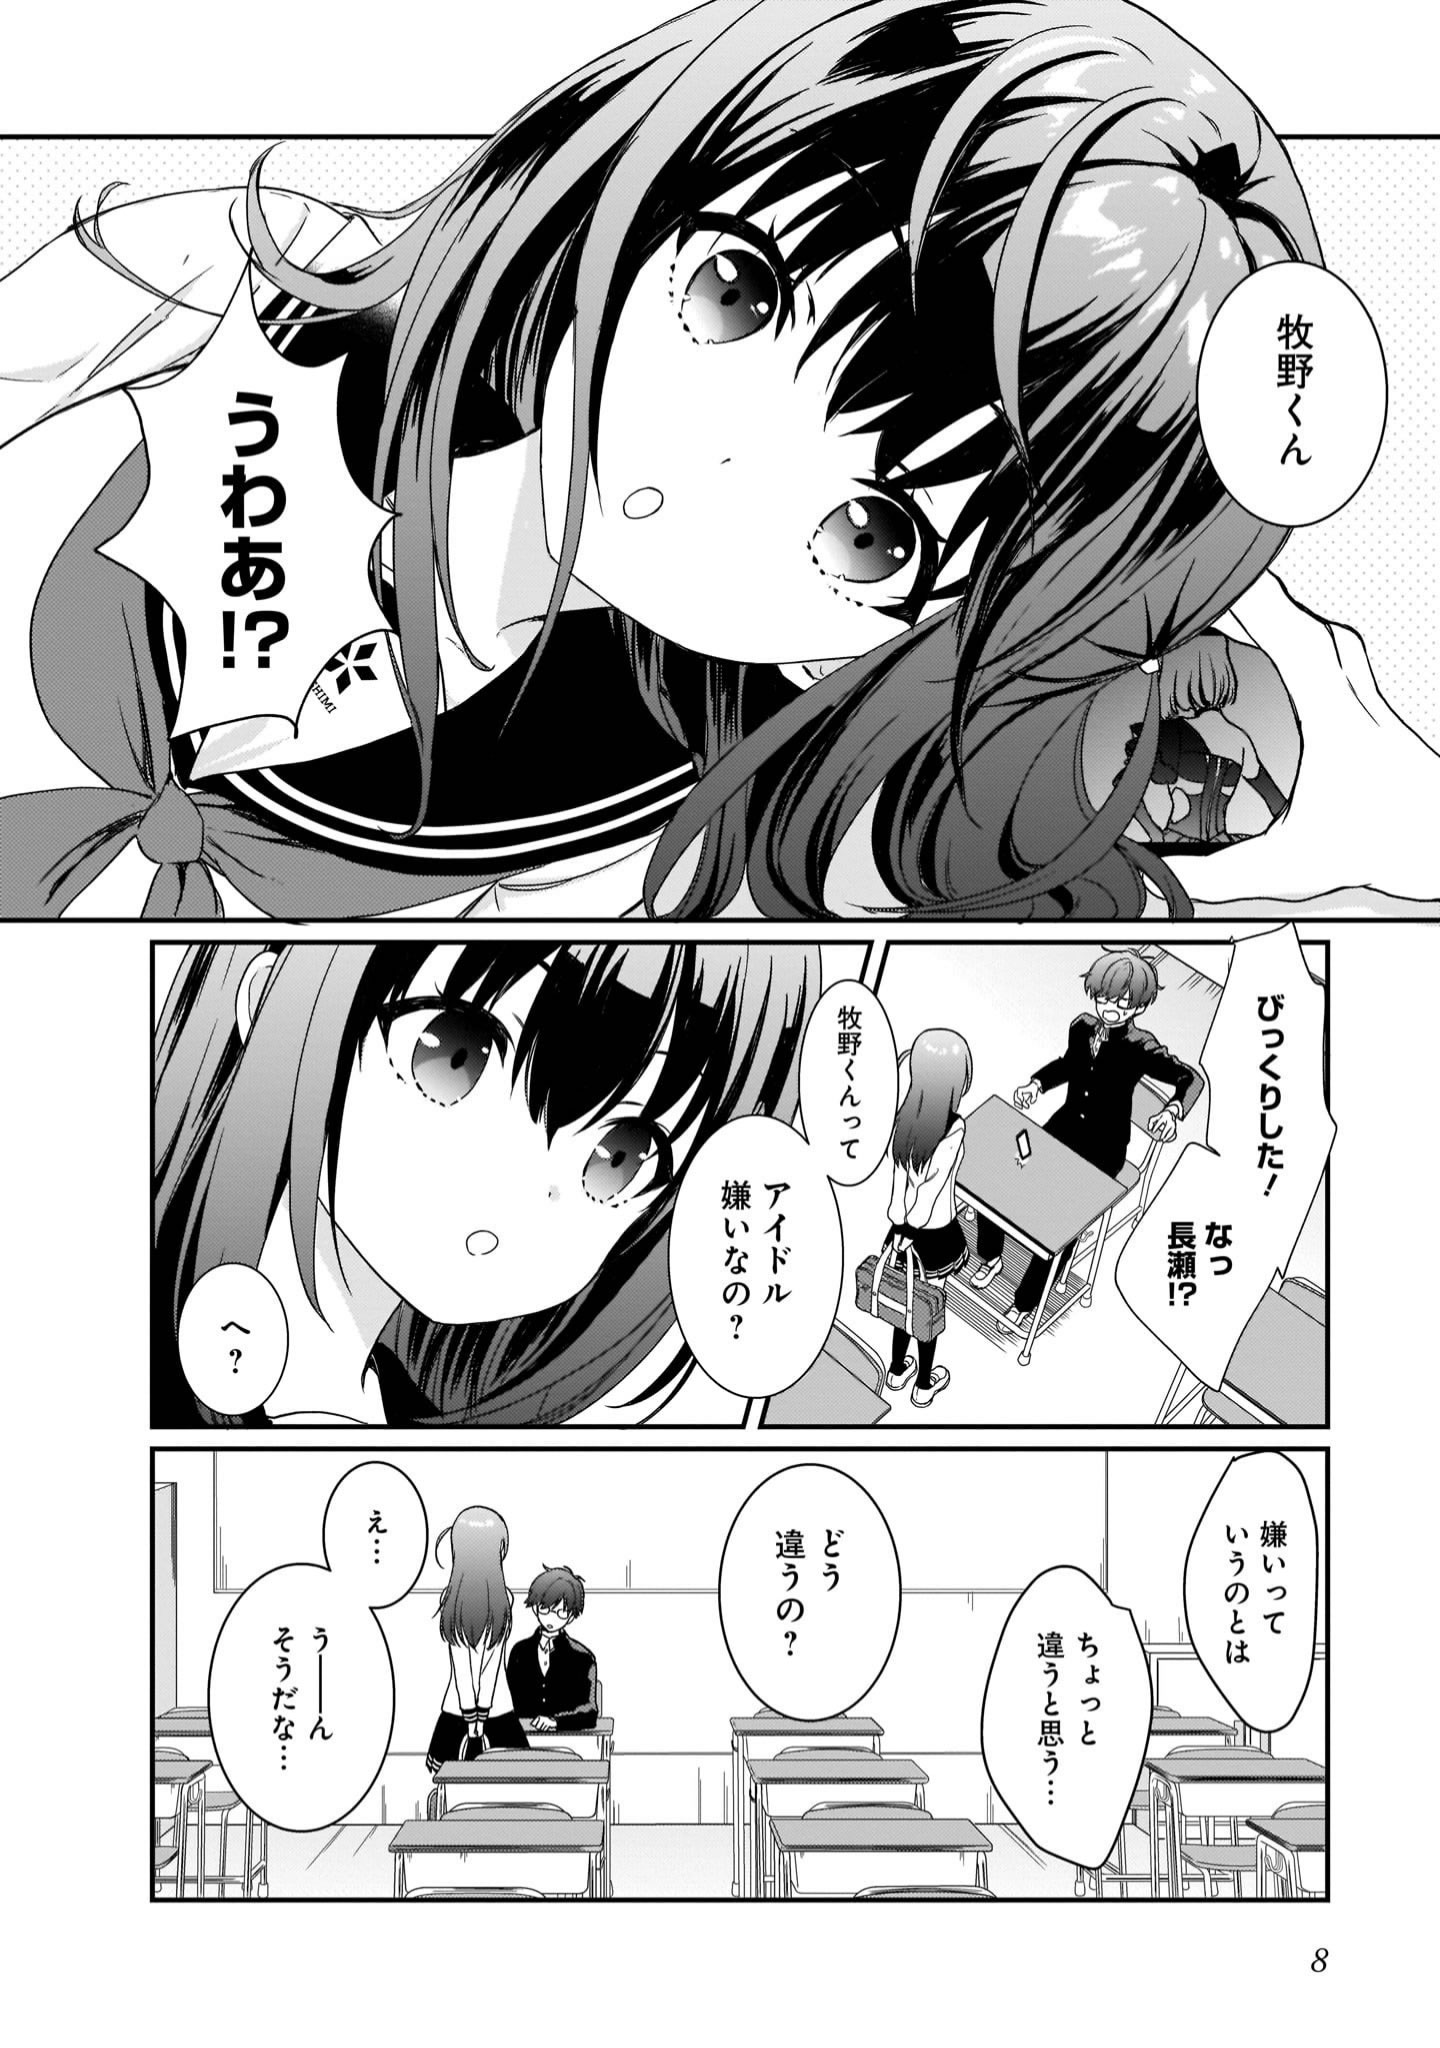 牧野くん
うわあ!?
HIMI
びっくりした！
なっ
長瀬!?
牧野くんって
アイドル
嫌いなの？
へ？
嫌いって
いうのとは
ちょっと
違うと思う…
どう
違うの？
え…
うーーん
そうだな…
8